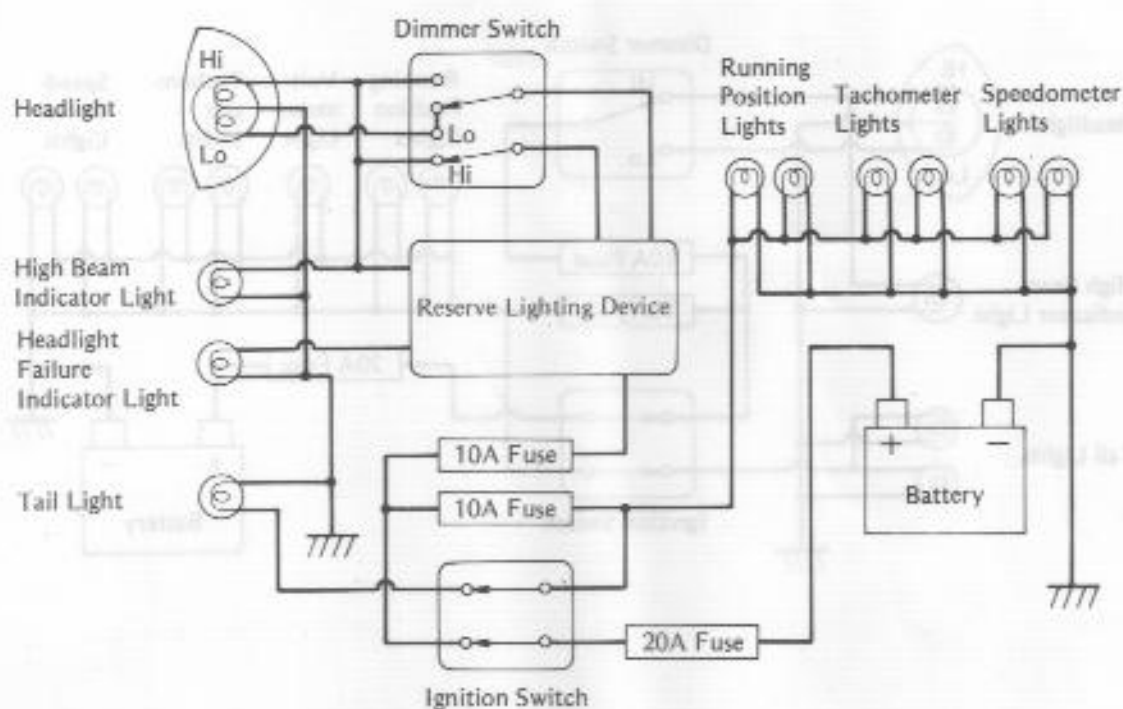 Dimmer Switch
Hi
Headlight
Lo
Lo
Hi
Running
Position
Lights
Tachometer
Lights
Speedometer
Lights
High Beam
Indicator Light
Reserve Lighting Device
Headlight
Failure
Indicator Light
10A Fuse
Tail Light
10A Fuse
+
−
Battery
20A Fuse
Ignition Switch